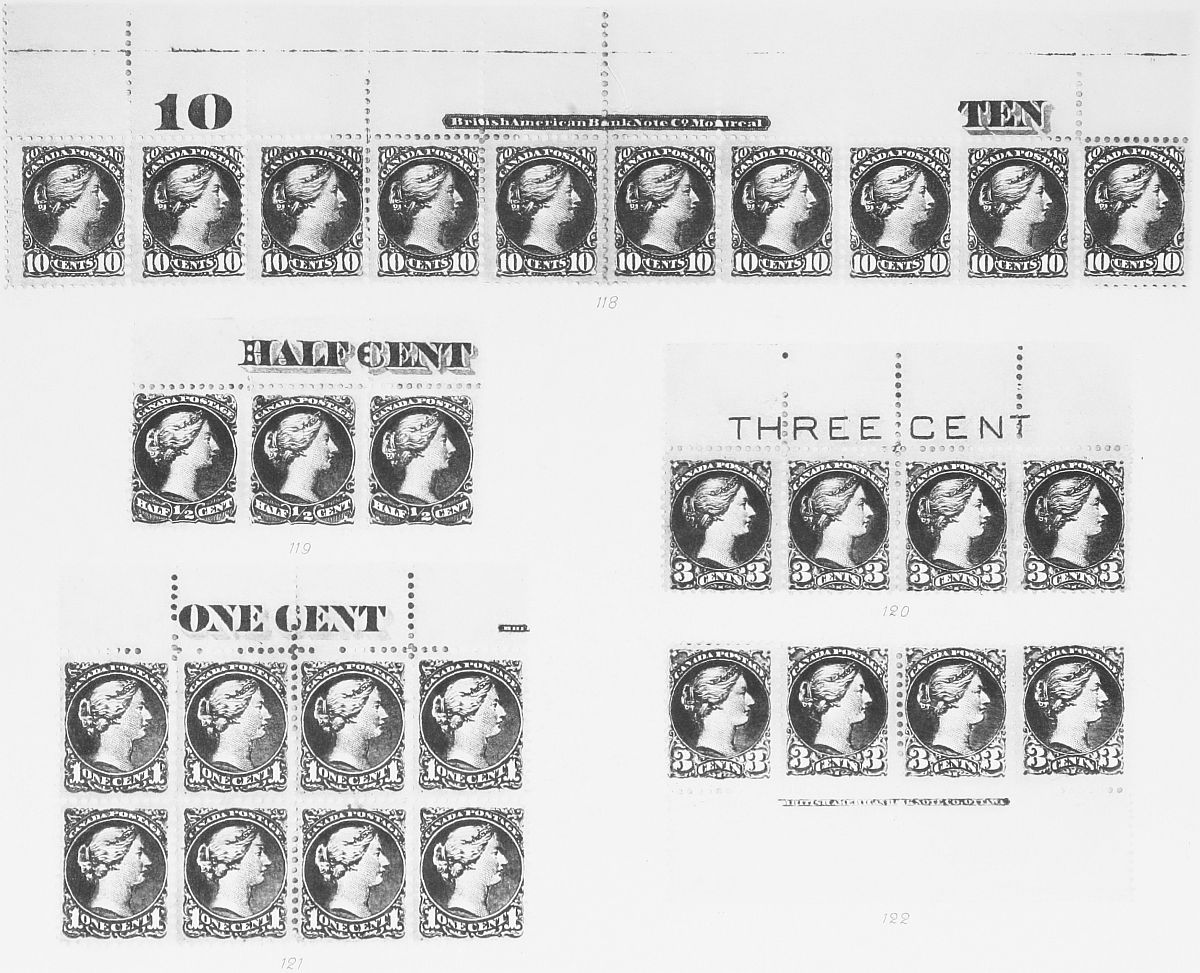 10 British American Bank Note Co. Montreal TEN
CANADA POSTAGE CANADA POSTAGE CANADA POSTAGE CANADA POSTAGE CANADA POSTAGE CANADA POSTAGE CANADA POSTAGE CANADA POSTAGE CANADA POSTAGE CANADA POSTAGE
10 CENTS 10 10 CENTS 10 10 CENTS 10 10 CENTS 10 10 CENTS 10 10 CENTS 10 10 CENTS 10 10 CENTS 10 10 CENTS 10 10 CENTS 10
118
HALF CENT
CANADA POSTAGE CANADA POSTAGE CANADA POSTAGE
HALF 1/2 CENT HALF 1/2 CENT HALF 1/2 CENT
119
THREE CENT
CANADA POSTAGE CANADA POSTAGE CANADA POSTAGE CANADA POSTAGE
3 CENTS 3 3 CENTS 3 3 CENTS 3 3 CENTS 3
120
ONE CENT
CANADA POSTAGE CANADA POSTAGE CANADA POSTAGE CANADA POSTAGE
1 ONE CENT 1 1 ONE CENT 1 1 ONE CENT 1 1 ONE CENT 1
CANADA POSTAGE CANADA POSTAGE CANADA POSTAGE CANADA POSTAGE
1 ONE CENT 1 1 ONE CENT 1 1 ONE CENT 1 1 ONE CENT 1
121
CANADA POSTAGE CANADA POSTAGE CANADA POSTAGE CANADA POSTAGE
3 CENTS 3 3 CENTS 3 3 CENTS 3 3 CENTS 3
BRITISH AMERICAN BANK NOTE CO. OTTAWA
122